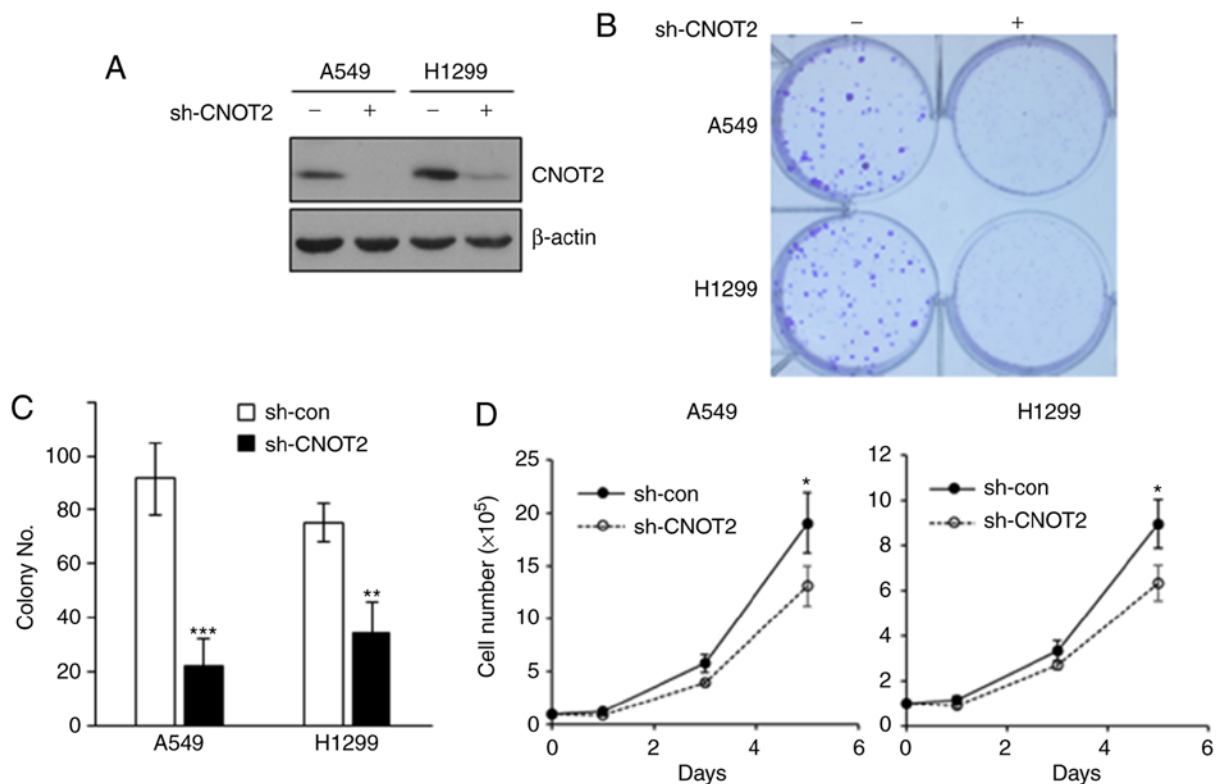 A
A549 H1299
sh-CNOT2 – + – +
CNOT2
β-actin
B
sh-CNOT2 – +
A549
H1299
C
sh-con
sh-CNOT2
Colony No.
100
80
60
40
20
0
***
**
A549 H1299
D
A549
Cell number (×10⁵)
25
20
15
10
5
0
sh-con
sh-CNOT2
*
0 2 4 6
Days
H1299
12
10
8
6
4
2
0
sh-con
sh-CNOT2
*
0 2 4 6
Days